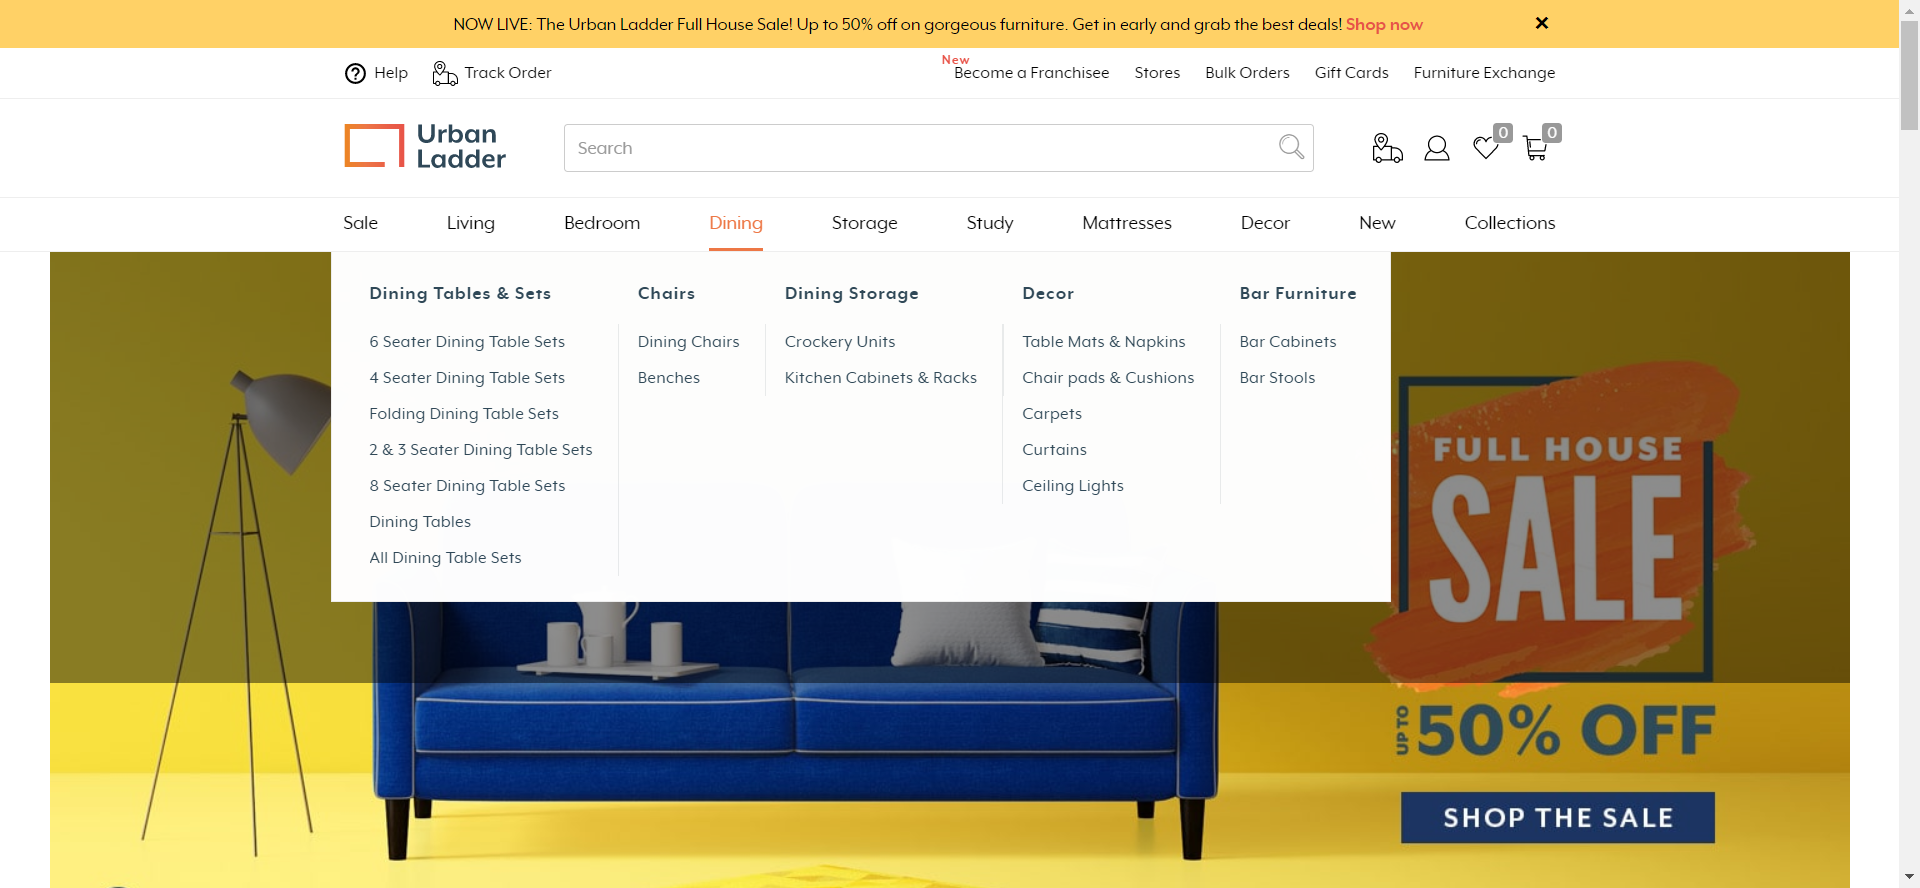 NOW LIVE: The Urban Ladder Full House Sale! Up to 50% off on gorgeous furniture. Get in early and grab the best deals! Shop now
Help
Track Order
New
Become a Franchisee
Stores
Bulk Orders
Gift Cards
Furniture Exchange
Urban
Ladder
Search
0
0
Sale
Living
Bedroom
Dining
Storage
Study
Mattresses
Decor
New
Collections
Dining Tables & Sets
6 Seater Dining Table Sets
4 Seater Dining Table Sets
Folding Dining Table Sets
2 & 3 Seater Dining Table Sets
8 Seater Dining Table Sets
Dining Tables
All Dining Table Sets
Chairs
Dining Chairs
Benches
Dining Storage
Crockery Units
Kitchen Cabinets & Racks
Decor
Table Mats & Napkins
Chair pads & Cushions
Carpets
Curtains
Ceiling Lights
Bar Furniture
Bar Cabinets
Bar Stools
FULL HOUSE
SALE
UP TO
50% OFF
SHOP THE SALE